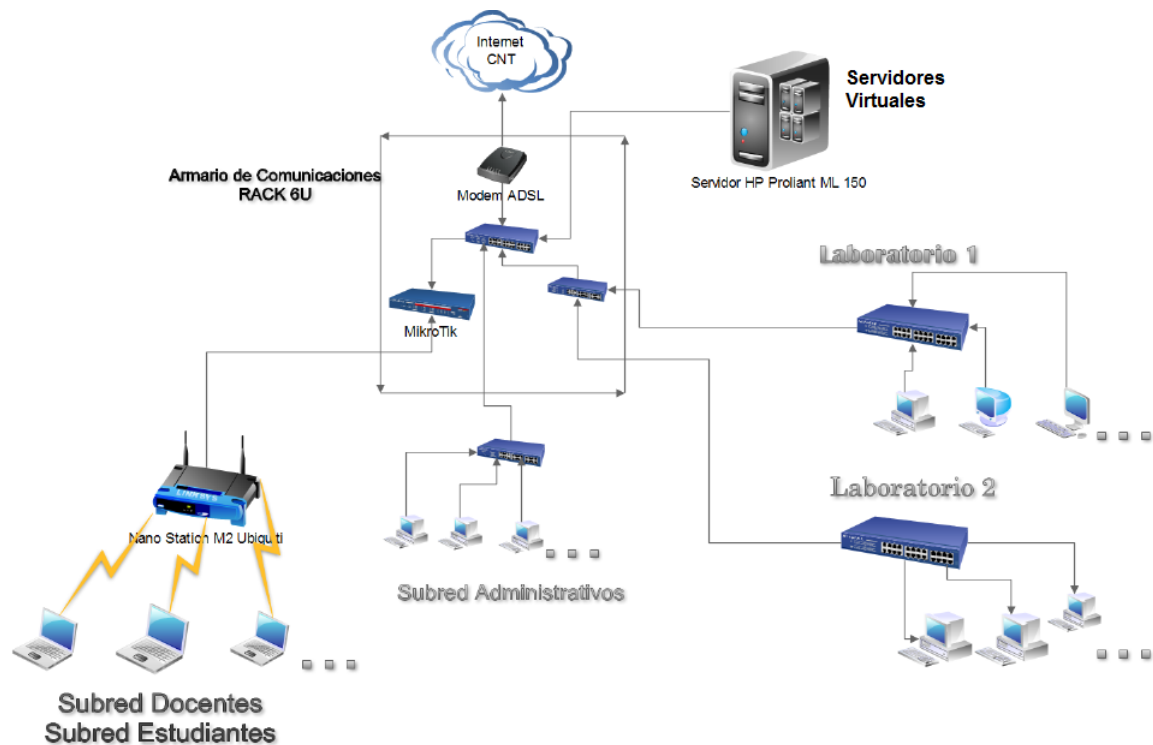 Internet
CNT
Servidores
Virtuales
Armario de Comunicaciones
RACK 6U
Modem ADSL
Servidor HP Proliant ML 150
Laboratorio 1
MikroTik
Laboratorio 2
LINKSYS
Nano Station M2 Ubiquiti
Subred Administrativos
Subred Docentes
Subred Estudiantes